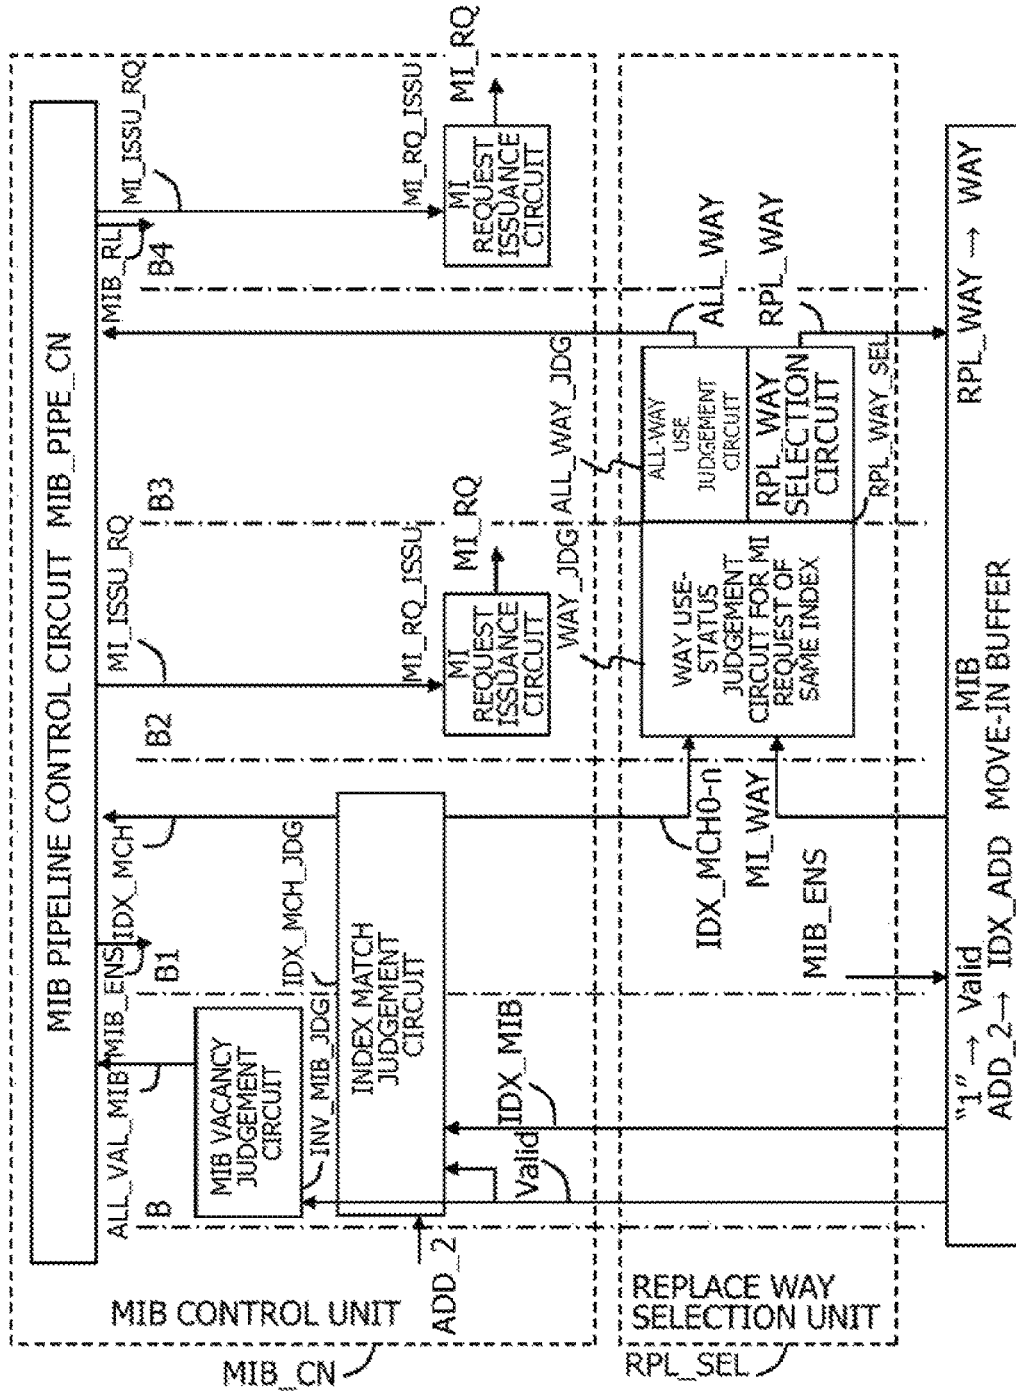 MIB PIPELINE CONTROL CIRCUIT MIB_PIPE_CN
ALL_VAL_MIB
MIB_ENS
IDX_MCH
MI_ISSU_RQ
MIB_RL
MI_ISSU_RQ
B
B1
B2
B3
B4
MIB VACANCY
JUDGEMENT
CIRCUIT
INV_MIB_JDG
IDX_MCH_JDG
INDEX MATCH
JUDGEMENT
CIRCUIT
MI_RQ_ISSU
MI
REQUEST
ISSUANCE
CIRCUIT
MI_RQ
MI_RQ_ISSU
MI
REQUEST
ISSUANCE
CIRCUIT
MI_RQ
MIB CONTROL UNIT
MIB_CN
ADD_2
Valid
IDX_MIB
WAY_JDG
ALL_WAY_JDG
REPLACE WAY
SELECTION UNIT
RPL_SEL
MIB_ENS
IDX_MCH0-n
MI_WAY
WAY USE-
STATUS
JUDGEMENT
CIRCUIT FOR MI
REQUEST OF
SAME INDEX
ALL-WAY
USE
JUDGEMENT
CIRCUIT
RPL_WAY
SELECTION
CIRCUIT
RPL_WAY_SEL
ALL_WAY
RPL_WAY
"1" → Valid
ADD_2 → IDX_ADD
MIB
MOVE-IN BUFFER
RPL_WAY → WAY